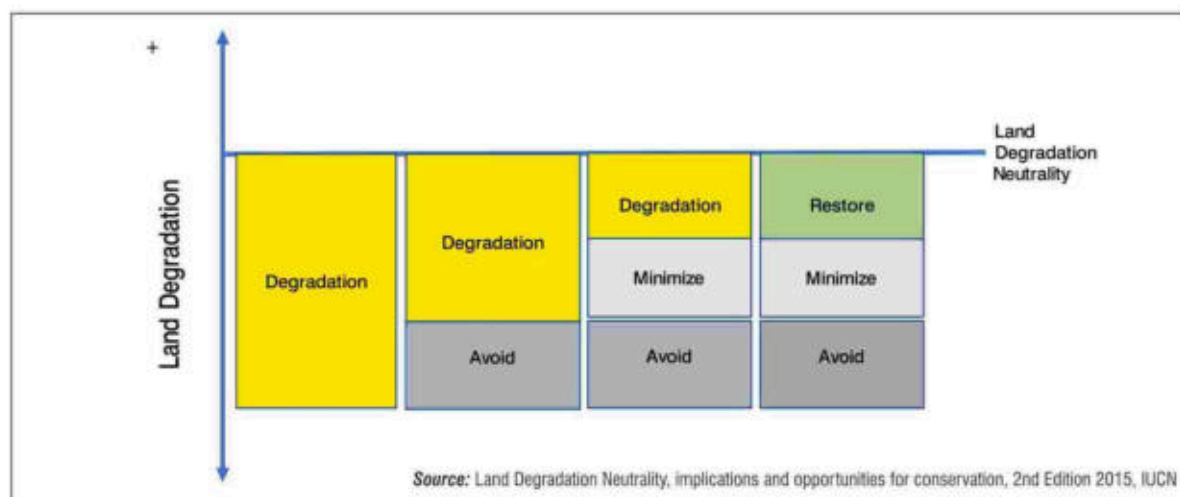 +
Land
Degradation
Neutrality
Land Degradation
Degradation
Degradation
Avoid
Degradation
Minimize
Avoid
Restore
Minimize
Avoid
Source: Land Degradation Neutrality, implications and opportunities for conservation, 2nd Edition 2015, IUCN